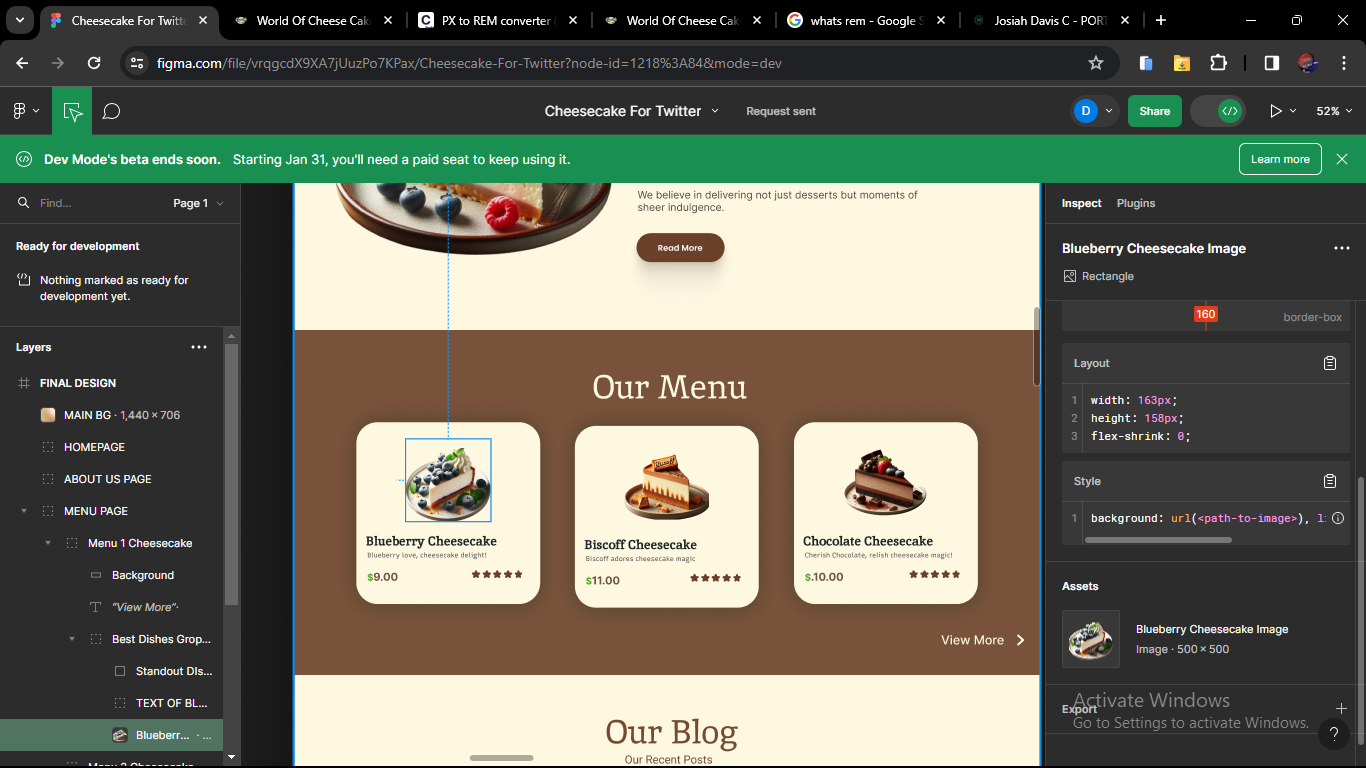 Cheesecake For Twitt
World Of Cheese Cak
PX to REM converter
World Of Cheese Cak
whats rem - Google S
Josiah Davis C - PORT
figma.com/file/vrqgcdX9XA7jUuzPo7KPax/Cheesecake-For-Twitter?node-id=1218%3A84&mode=dev
Cheesecake For Twitter
Request sent
D
Share
52%
Dev Mode's beta ends soon. Starting Jan 31, you'll need a paid seat to keep using it.
Learn more
Find...
Page 1
Ready for development
Nothing marked as ready for
development yet.
Layers
FINAL DESIGN
MAIN BG · 1,440 × 706
HOMEPAGE
ABOUT US PAGE
MENU PAGE
Menu 1 Cheesecake
Background
"View More"·
Best Dishes Grop...
Standout DIs...
TEXT OF BL...
Blueberr... · ...
We believe in delivering not just desserts but moments of
sheer indulgence.
Read More
Our Menu
Blueberry Cheesecake
Blueberry love, cheesecake delight!
$9.00
Biscoff Cheesecake
Biscoff adores cheesecake magic
$11.00
Chocolate Cheesecake
Cherish Chocolate, relish cheesecake magic!
$.10.00
View More
Our Blog
Our Recent Posts
Inspect
Plugins
Blueberry Cheesecake Image
Rectangle
160
border-box
Layout
1 width: 163px;
2 height: 158px;
3 flex-shrink: 0;
Style
1 background: url(<path-to-image>), l
Assets
Blueberry Cheesecake Image
Image · 500 × 500
Export
Activate Windows
Go to Settings to activate Windows.
?